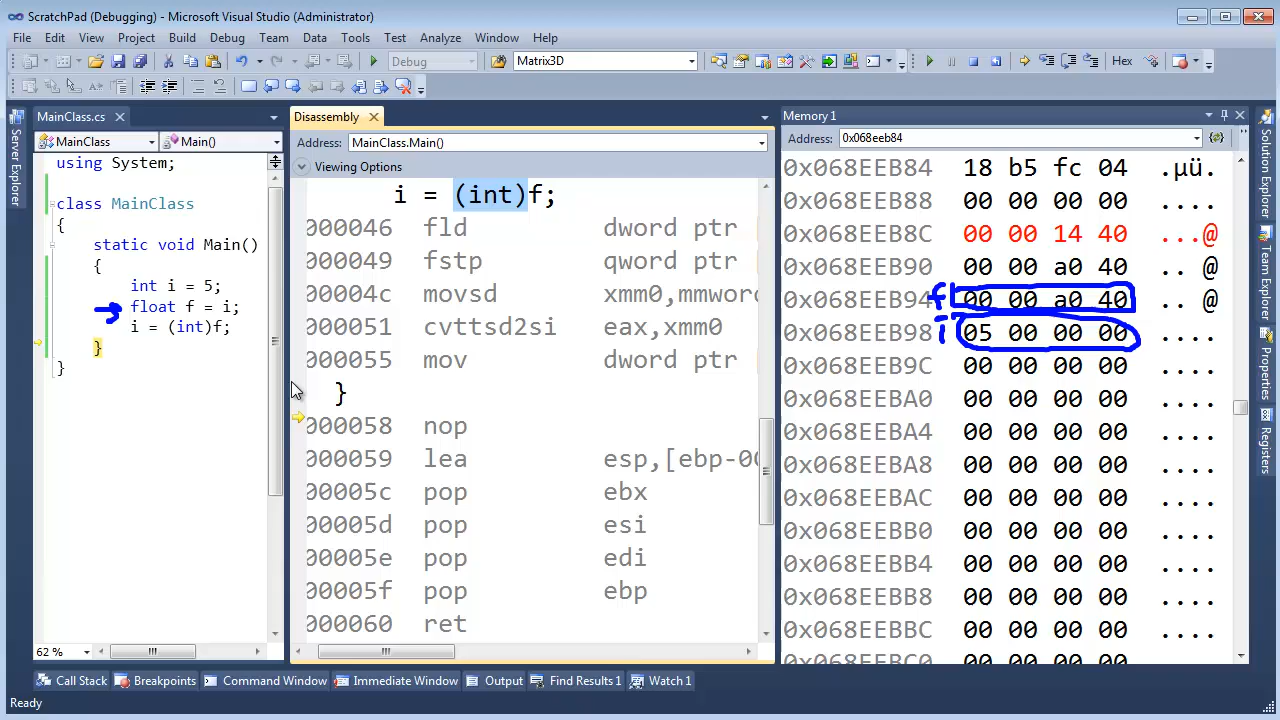 ScratchPad (Debugging) - Microsoft Visual Studio (Administrator)
File Edit View Project Build Debug Team Data Tools Test Analyze Window Help
Debug Matrix3D Hex
MainClass.cs
MainClass Main()
using System;
class MainClass
{
static void Main()
{
int i = 5;
float f = i;
i = (int)f;
}
}
62 %
Disassembly
Address: MainClass.Main()
Viewing Options
i = (int)f;
000046 fld dword ptr
000049 fstp qword ptr
00004c movsd xmm0,mmword
000051 cvttsd2si eax,xmm0
000055 mov dword ptr
}
000058 nop
000059 lea esp,[ebp-0C
00005c pop ebx
00005d pop esi
00005e pop edi
00005f pop ebp
000060 ret
Memory 1
Address: 0x068eeb84
0x068EEB84 18 b5 fc 04 .µü.
0x068EEB88 00 00 00 00 ....
0x068EEB8C 00 00 14 40 ...@
0x068EEB90 00 00 a0 40 .. @
0x068EEB94 f 00 00 a0 40 .. @
0x068EEB98 i 05 00 00 00 ....
0x068EEB9C 00 00 00 00 ....
0x068EEBA0 00 00 00 00 ....
0x068EEBA4 00 00 00 00 ....
0x068EEBA8 00 00 00 00 ....
0x068EEBAC 00 00 00 00 ....
0x068EEBB0 00 00 00 00 ....
0x068EEBB4 00 00 00 00 ....
0x068EEBB8 00 00 00 00 ....
0x068EEBBC 00 00 00 00 ....
0x068EEBC0 00 00 00 00 ....
Server Explorer
Solution Explorer
Team Explorer
Properties
Registers
Call Stack Breakpoints Command Window Immediate Window Output Find Results 1 Watch 1
Ready